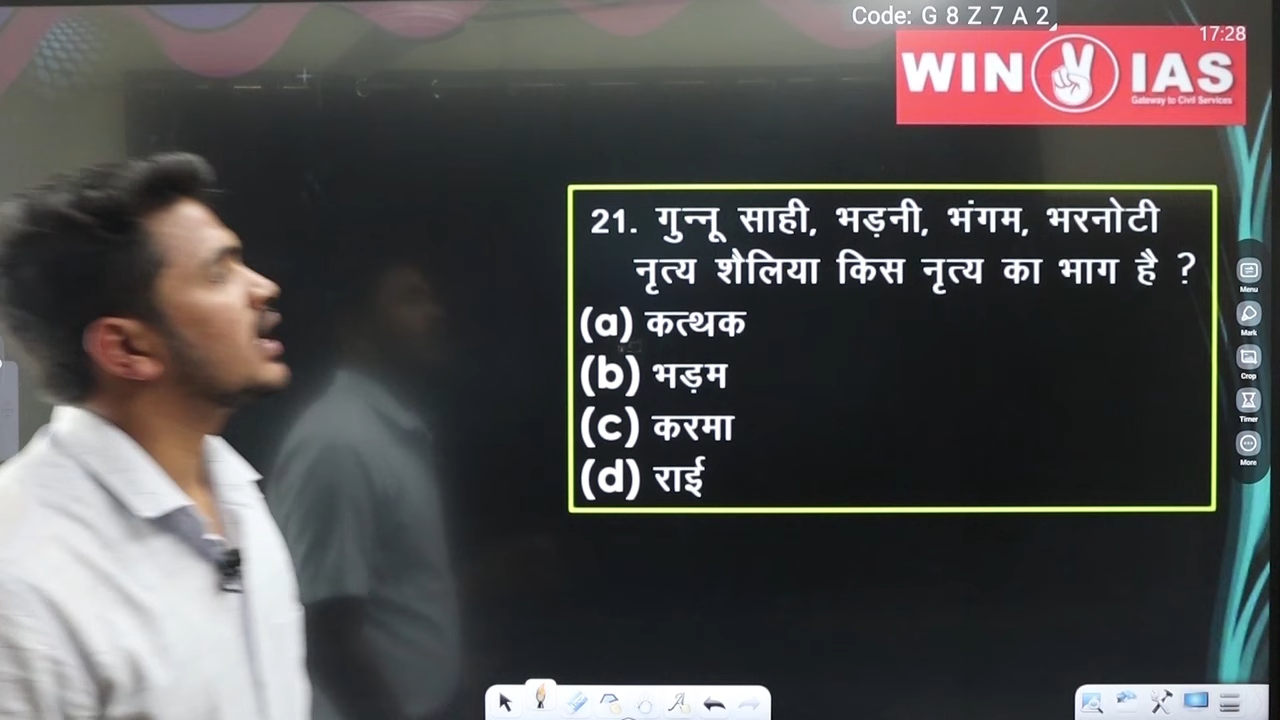 Code: G 8 Z 7 A 2
17:28
WIN IAS
Gateway to Civil Services
21. गुन्नू साही, भड़नी, भंगम, भरनोटी
नृत्य शैलिया किस नृत्य का भाग है ?
(a) कत्थक
(b) भड़म
(c) करमा
(d) राई
Menu
Mark
Crop
Timer
More